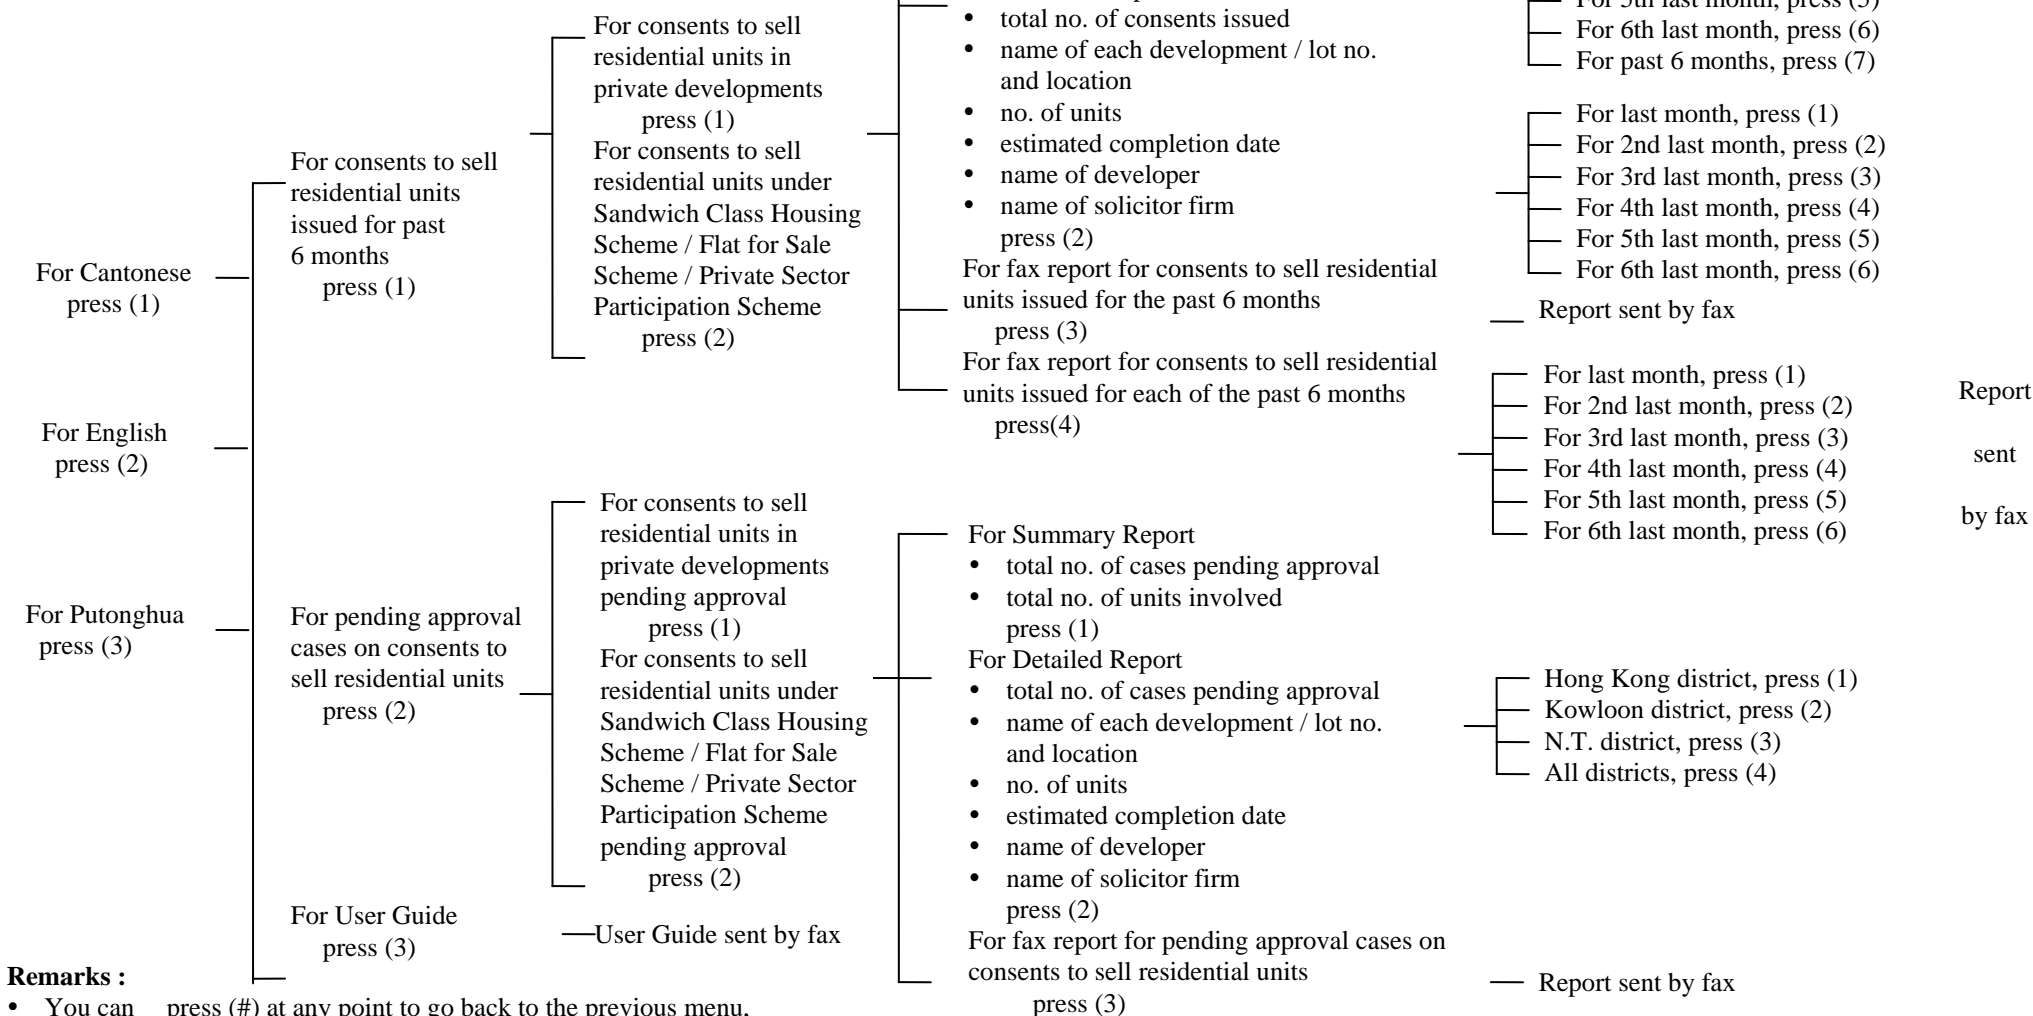 For Cantonese
press (1)
For English
press (2)
For Putonghua
press (3)
For consents to sell
residential units
issued for past
6 months
press (1)
For pending approval
cases on consents to
sell residential units
press (2)
For User Guide
press (3)
For consents to sell
residential units in
private developments
press (1)
For consents to sell
residential units under
Sandwich Class Housing
Scheme / Flat for Sale
Scheme / Private Sector
Participation Scheme
press (2)
For consents to sell
residential units in
private developments
pending approval
press (1)
For consents to sell
residential units under
Sandwich Class Housing
Scheme / Flat for Sale
Scheme / Private Sector
Participation Scheme
pending approval
press (2)
User Guide sent by fax
• total no. of consents issued
• name of each development / lot no.
and location
• no. of units
• estimated completion date
• name of developer
• name of solicitor firm
press (2)
For fax report for consents to sell residential
units issued for the past 6 months
press (3)
For fax report for consents to sell residential
units issued for each of the past 6 months
press(4)
For Summary Report
• total no. of cases pending approval
• total no. of units involved
press (1)
For Detailed Report
• total no. of cases pending approval
• name of each development / lot no.
and location
• no. of units
• estimated completion date
• name of developer
• name of solicitor firm
press (2)
For fax report for pending approval cases on
consents to sell residential units
press (3)
For 5th last month, press (5)
For 6th last month, press (6)
For past 6 months, press (7)
For last month, press (1)
For 2nd last month, press (2)
For 3rd last month, press (3)
For 4th last month, press (4)
For 5th last month, press (5)
For 6th last month, press (6)
Report sent by fax
For last month, press (1)
For 2nd last month, press (2)
For 3rd last month, press (3)
For 4th last month, press (4)
For 5th last month, press (5)
For 6th last month, press (6)
Report
sent
by fax
Hong Kong district, press (1)
Kowloon district, press (2)
N.T. district, press (3)
All districts, press (4)
Report sent by fax
Remarks :
• You can press (#) at any point to go back to the previous menu,